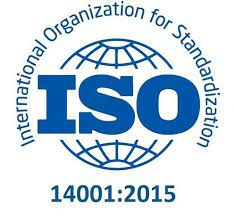 International Organization for Standardization
ISO
14001:2015